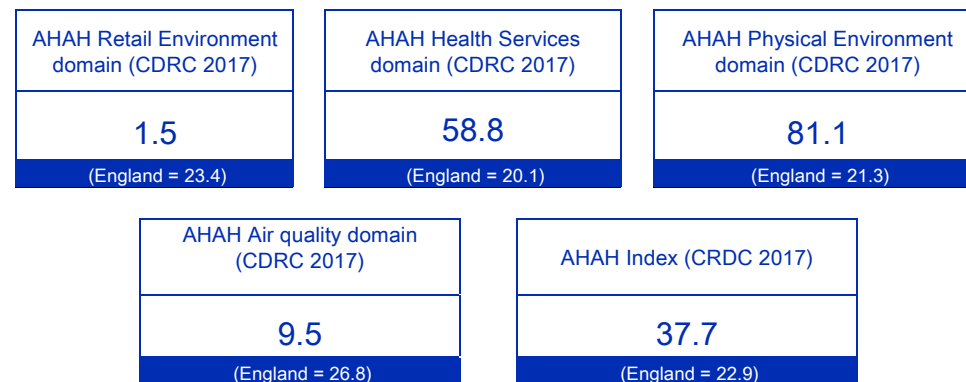 AHAH Retail Environment
domain (CDRC 2017)
1.5
(England = 23.4)
AHAH Health Services
domain (CDRC 2017)
58.8
(England = 20.1)
AHAH Physical Environment
domain (CDRC 2017)
81.1
(England = 21.3)
AHAH Air quality domain
(CDRC 2017)
9.5
(England = 26.8)
AHAH Index (CRDC 2017)
37.7
(England = 22.9)